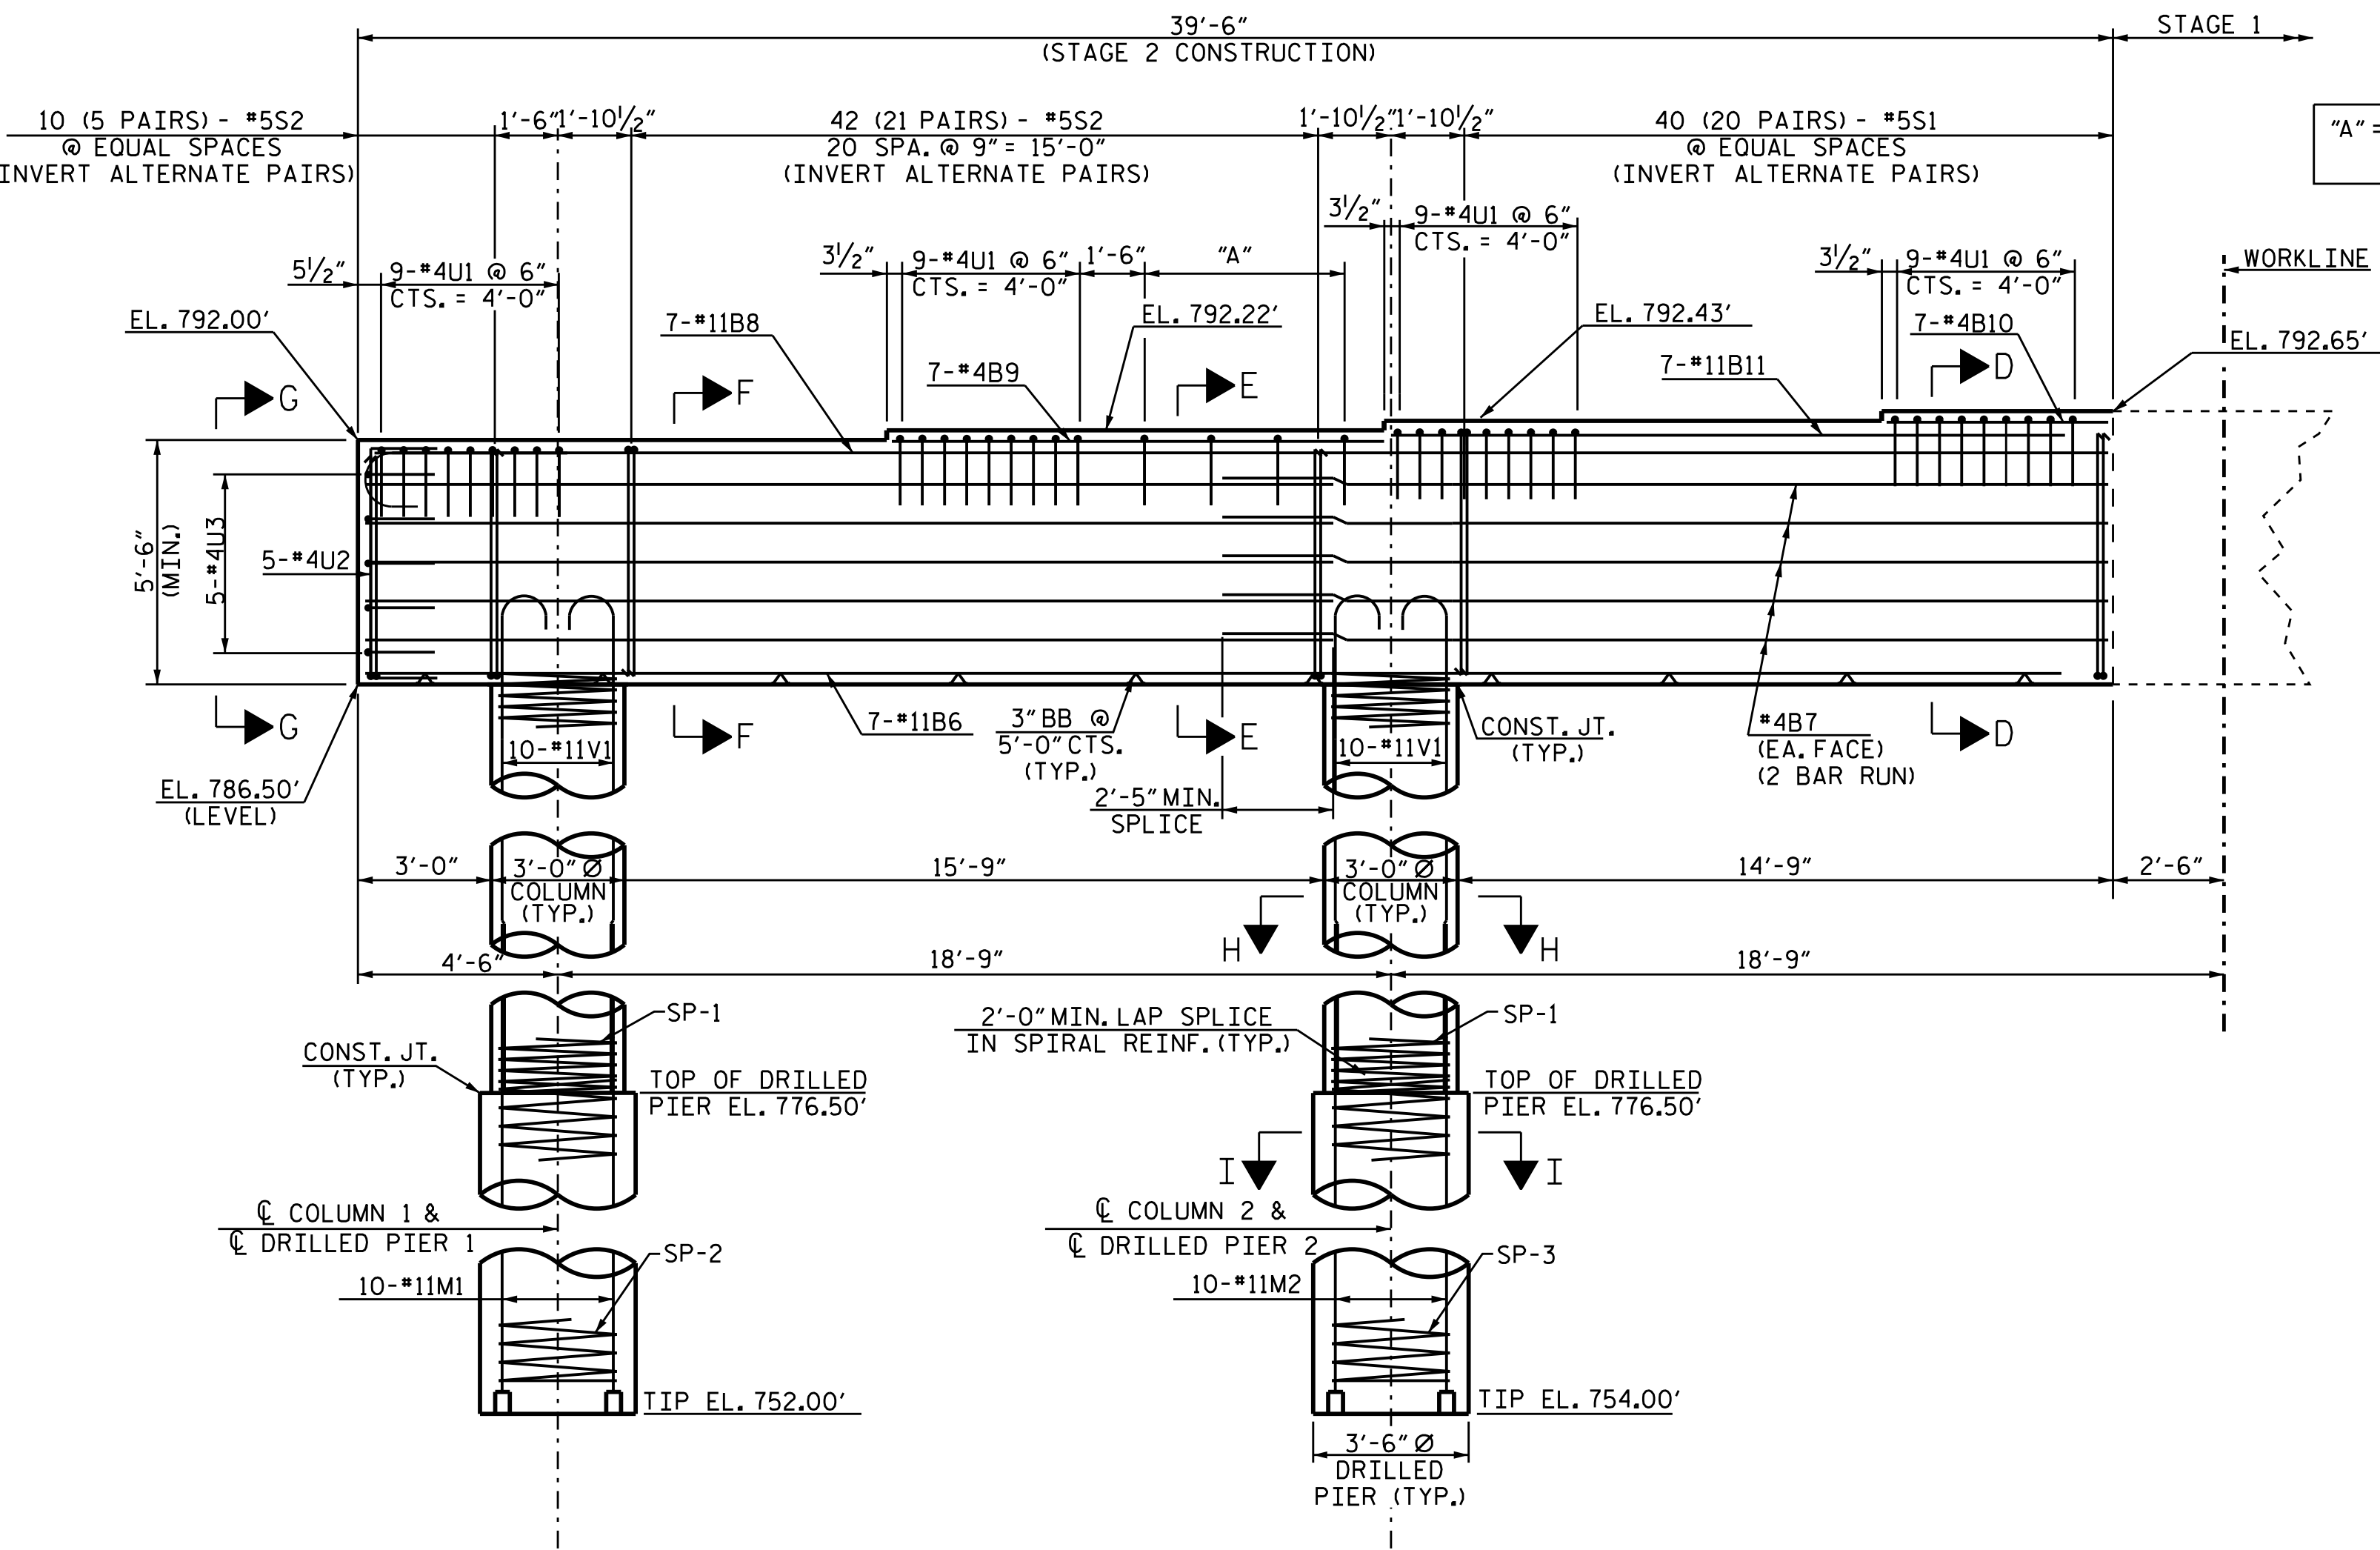 39'-6"
(STAGE 2 CONSTRUCTION)
STAGE 1
10 (5 PAIRS) - #5S2
@ EQUAL SPACES
INVERT ALTERNATE PAIRS)
1'-6"
1'-10½"
42 (21 PAIRS) - #5S2
20 SPA. @ 9" = 15'-0"
(INVERT ALTERNATE PAIRS)
1'-10½"
1'-10½"
40 (20 PAIRS) - #5S1
@ EQUAL SPACES
(INVERT ALTERNATE PAIRS)
"A" =
5½"
9-#4U1 @ 6"
CTS. = 4'-0"
3½"
9-#4U1 @ 6"
CTS. = 4'-0"
1'-6"
"A"
3½"
9-#4U1 @ 6"
CTS. = 4'-0"
3½"
9-#4U1 @ 6"
CTS. = 4'-0"
WORKLINE
EL. 792.00'
7-#11B8
7-#4B9
EL. 792.22'
EL. 792.43'
7-#11B11
7-#4B10
EL. 792.65'
G
F
E
D
5'-6"
(MIN.)
5-#4U3
5-#4U2
G
F
E
D
7-#11B6
3" BB @
5'-0" CTS.
(TYP.)
CONST. JT.
(TYP.)
#4B7
(EA. FACE)
(2 BAR RUN)
10-#11V1
10-#11V1
EL. 786.50'
(LEVEL)
2'-5" MIN.
SPLICE
3'-0"
3'-0" Ø
COLUMN
(TYP.)
15'-9"
3'-0" Ø
COLUMN
(TYP.)
14'-9"
2'-6"
H
H
4'-6"
18'-9"
18'-9"
SP-1
2'-0" MIN. LAP SPLICE
IN SPIRAL REINF. (TYP.)
SP-1
CONST. JT.
(TYP.)
TOP OF DRILLED
PIER EL. 776.50'
TOP OF DRILLED
PIER EL. 776.50'
I
I
℄ COLUMN 1 &
℄ DRILLED PIER 1
℄ COLUMN 2 &
℄ DRILLED PIER 2
SP-2
SP-3
10-#11M1
10-#11M2
TIP EL. 752.00'
TIP EL. 754.00'
3'-6" Ø
DRILLED
PIER (TYP.)